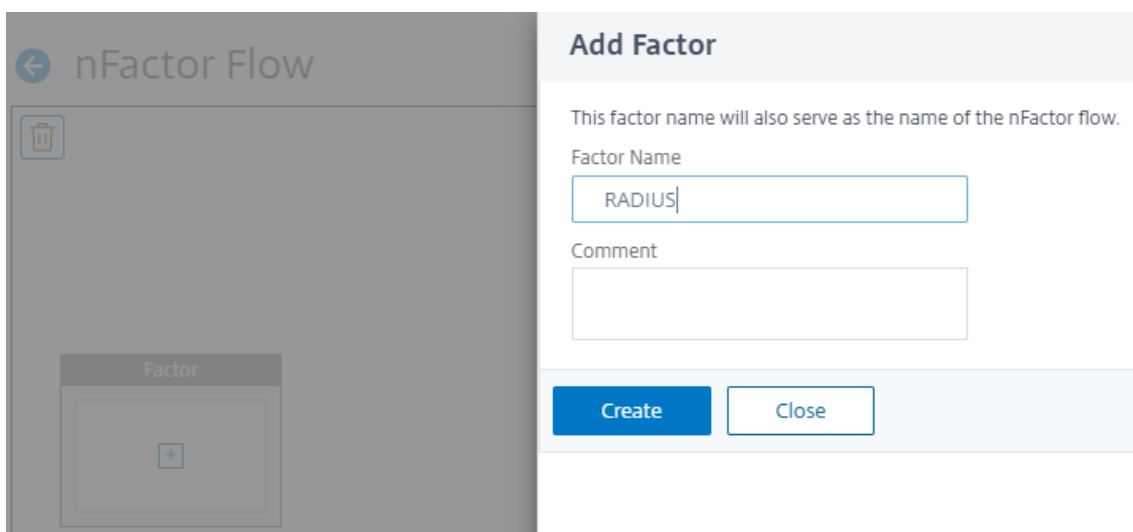 nFactor Flow
Factor
Add Factor
This factor name will also serve as the name of the nFactor flow.
Factor Name
RADIUS
Comment
Create
Close